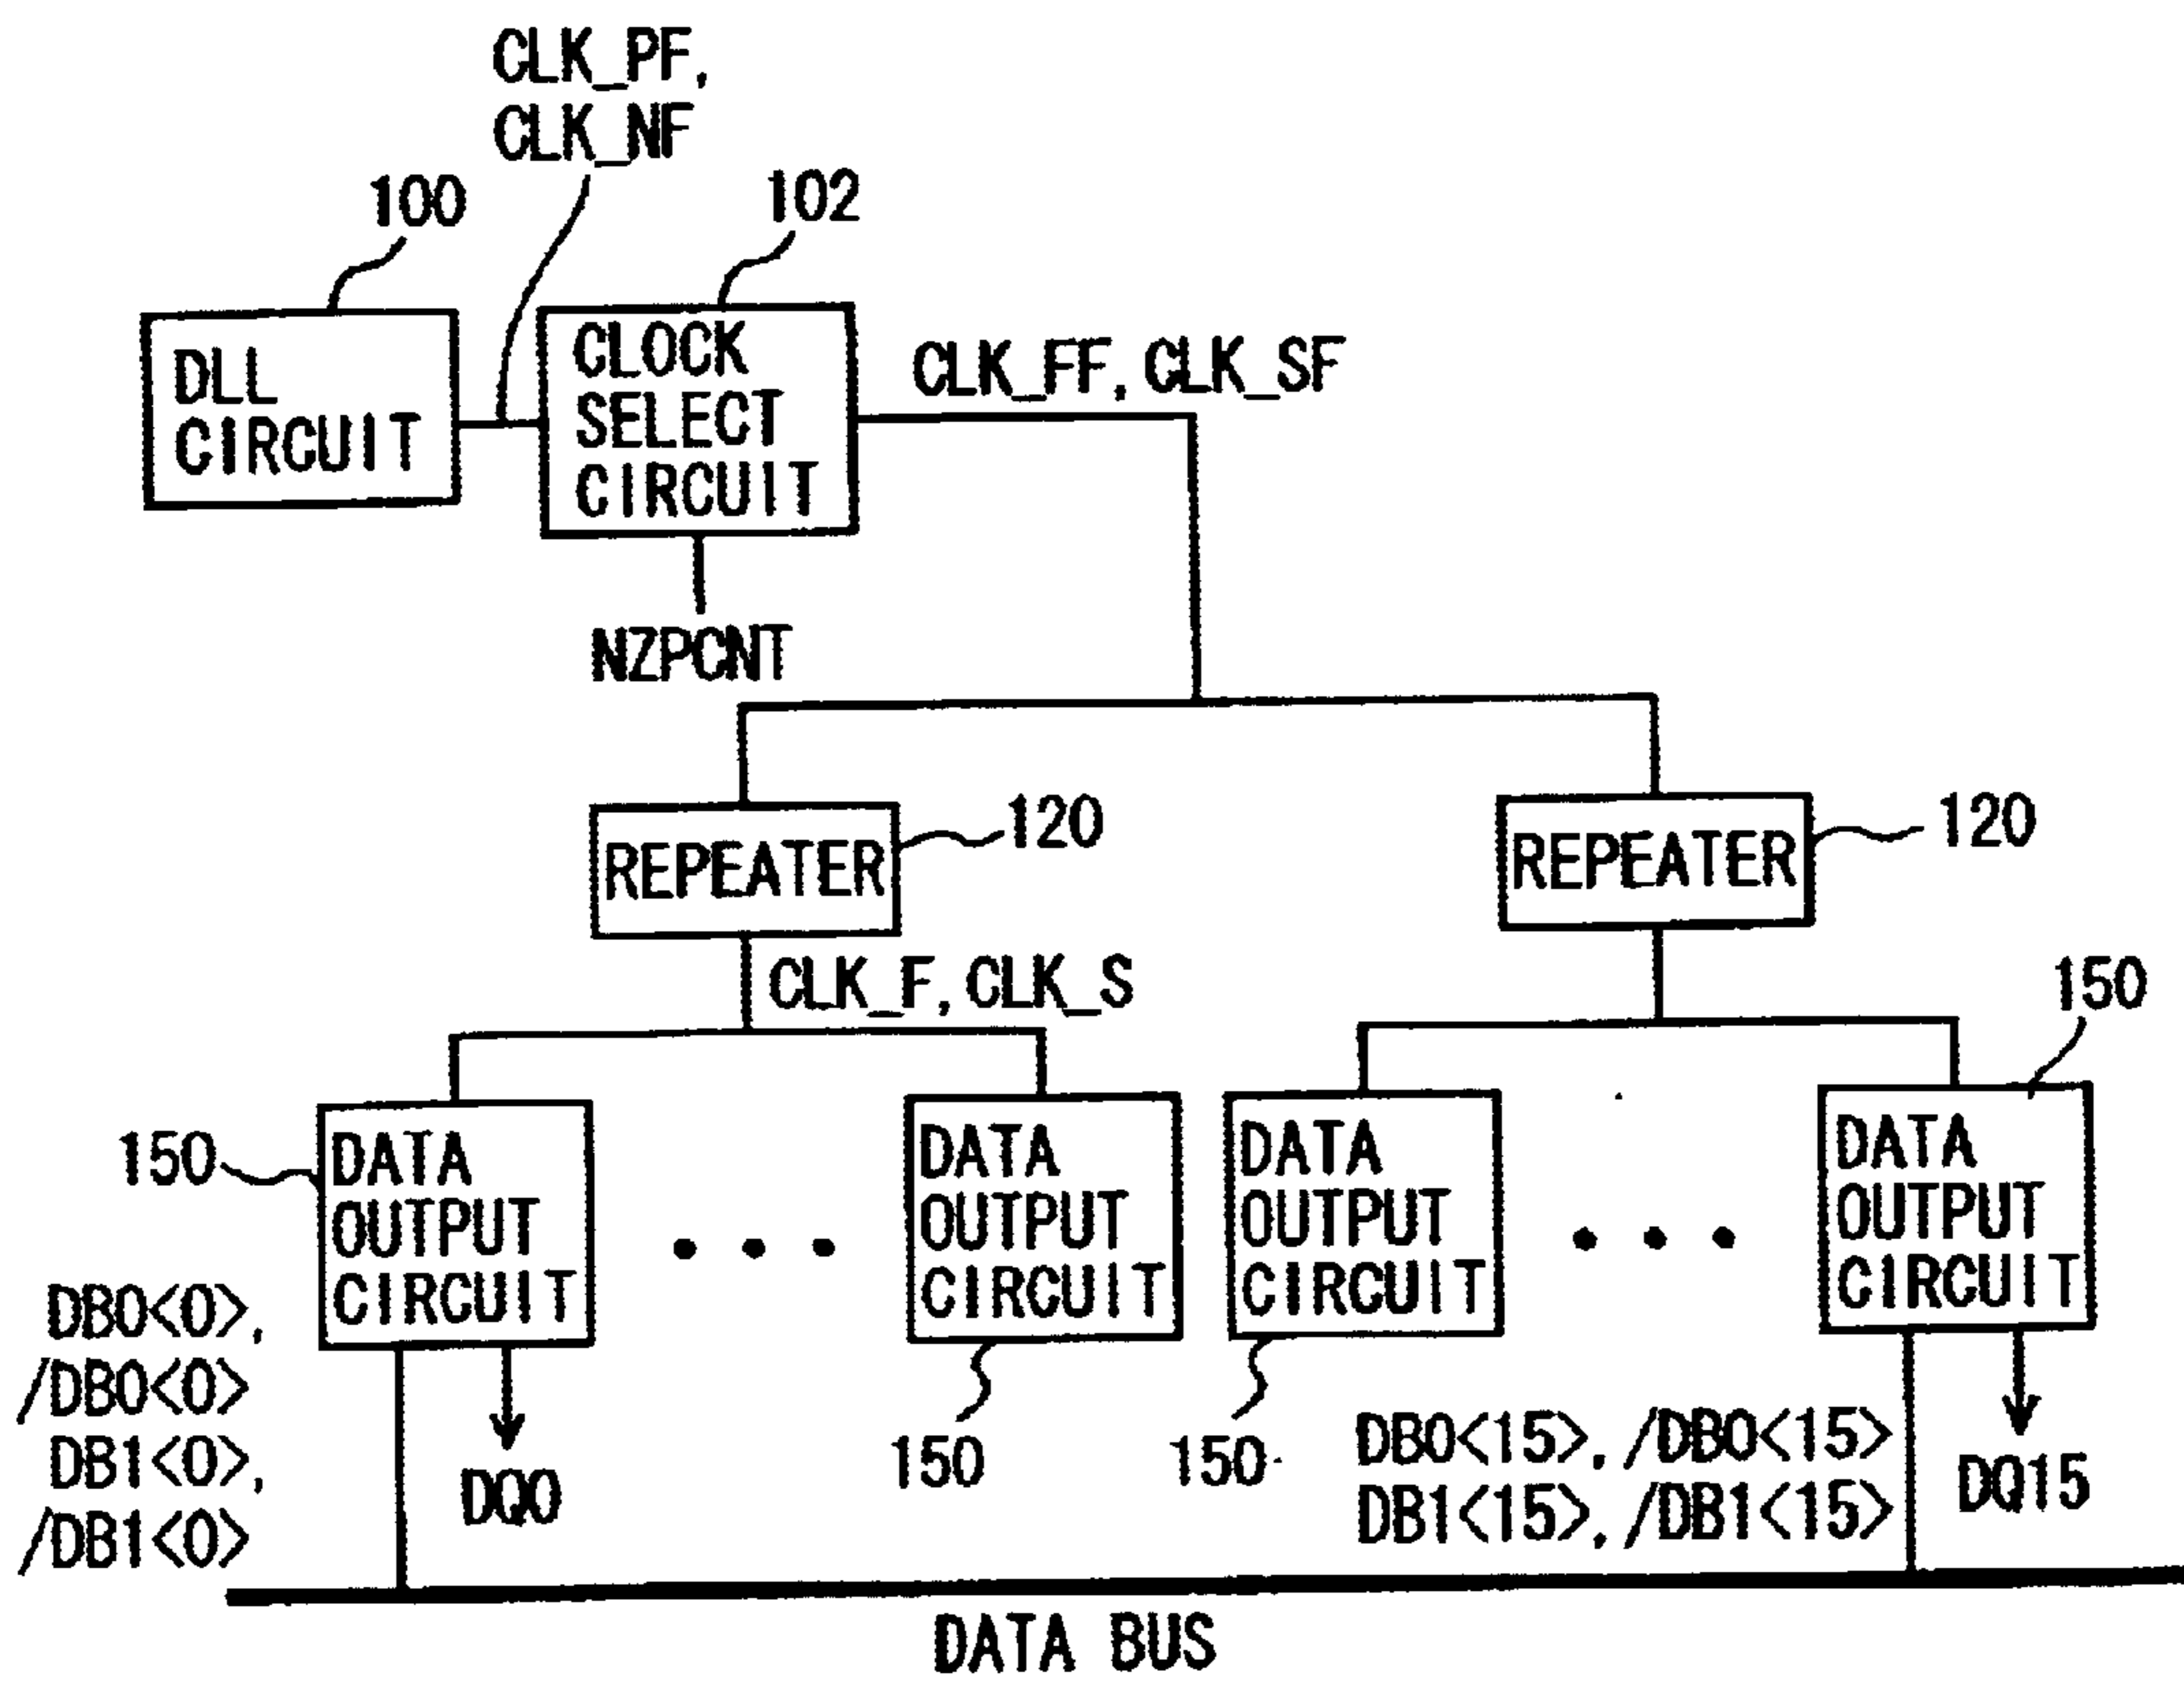 CLK_PF,
CLK_NF
100
102
DLL
CIRCUIT
CLOCK
SELECT
CIRCUIT
CLK_FF, CLK_SF
NZPCNT
REPEATER
120
REPEATER
120
CLK_F, CLK_S
150
150
DATA
OUTPUT
CIRCUIT
DATA
OUTPUT
CIRCUIT
DATA
OUTPUT
CIRCUIT
DATA
OUTPUT
CIRCUIT
DB0<0>,
/DB0<0>
DB1<0>,
/DB1<0>
DQ0
150
150
DB0<15>, /DB0<15>
DB1<15>, /DB1<15>
DQ15
DATA BUS